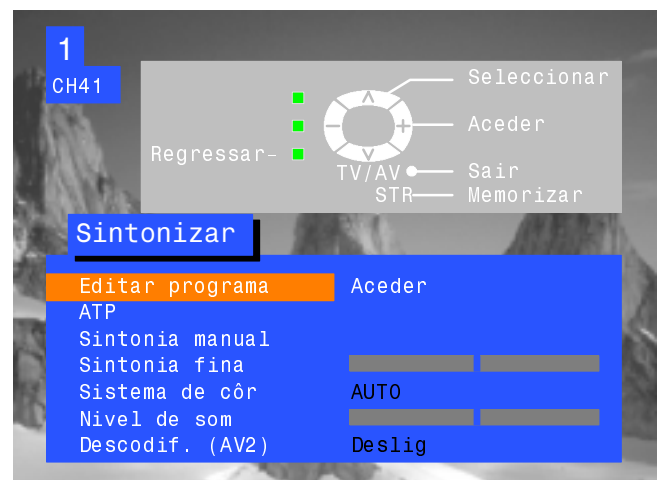 1
CH41
Seleccionar
Aceder
Regressar–
TV/AV Sair
STR Memorizar
Sintonizar
Editar programa Aceder
ATP
Sintonia manual
Sintonia fina
Sistema de côr AUTO
Nivel de som
Descodif. (AV2) Deslig